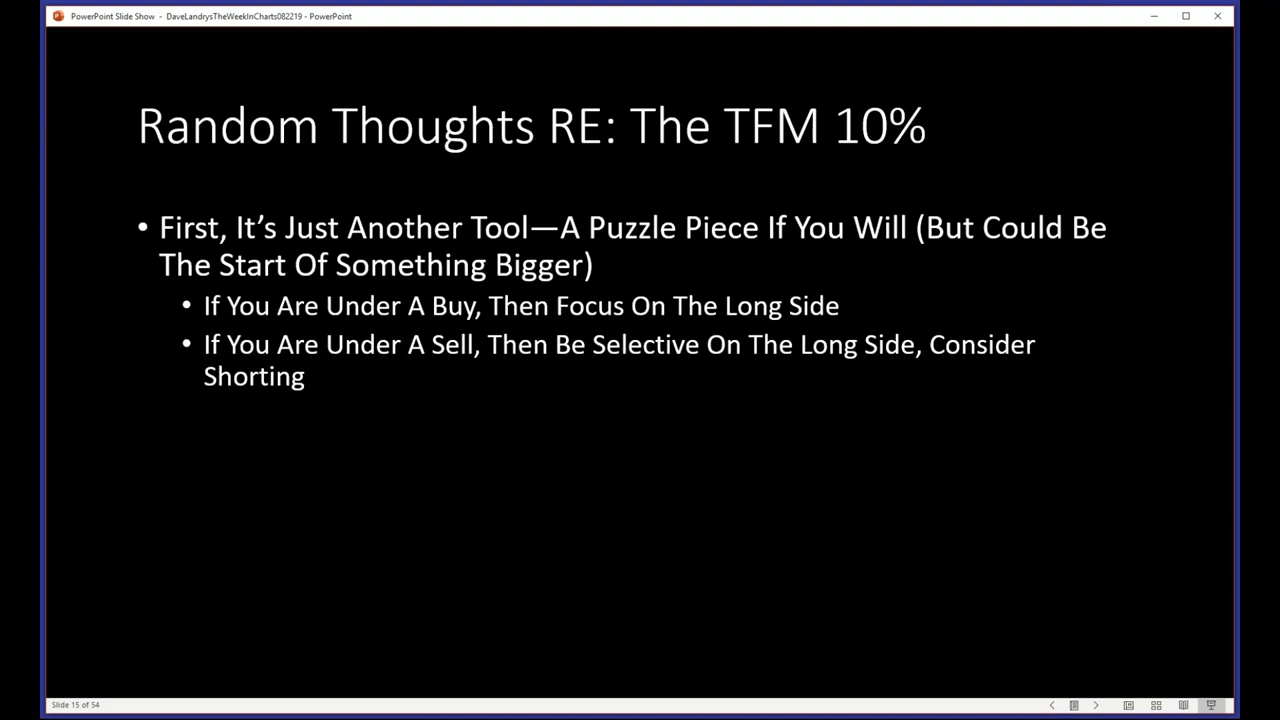 PowerPoint Slide Show - DaveLandrysTheWeekInCharts082219 - PowerPoint
Random Thoughts RE: The TFM 10%
• First, It’s Just Another Tool—A Puzzle Piece If You Will (But Could Be
The Start Of Something Bigger)
• If You Are Under A Buy, Then Focus On The Long Side
• If You Are Under A Sell, Then Be Selective On The Long Side, Consider
Shorting
Slide 15 of 54